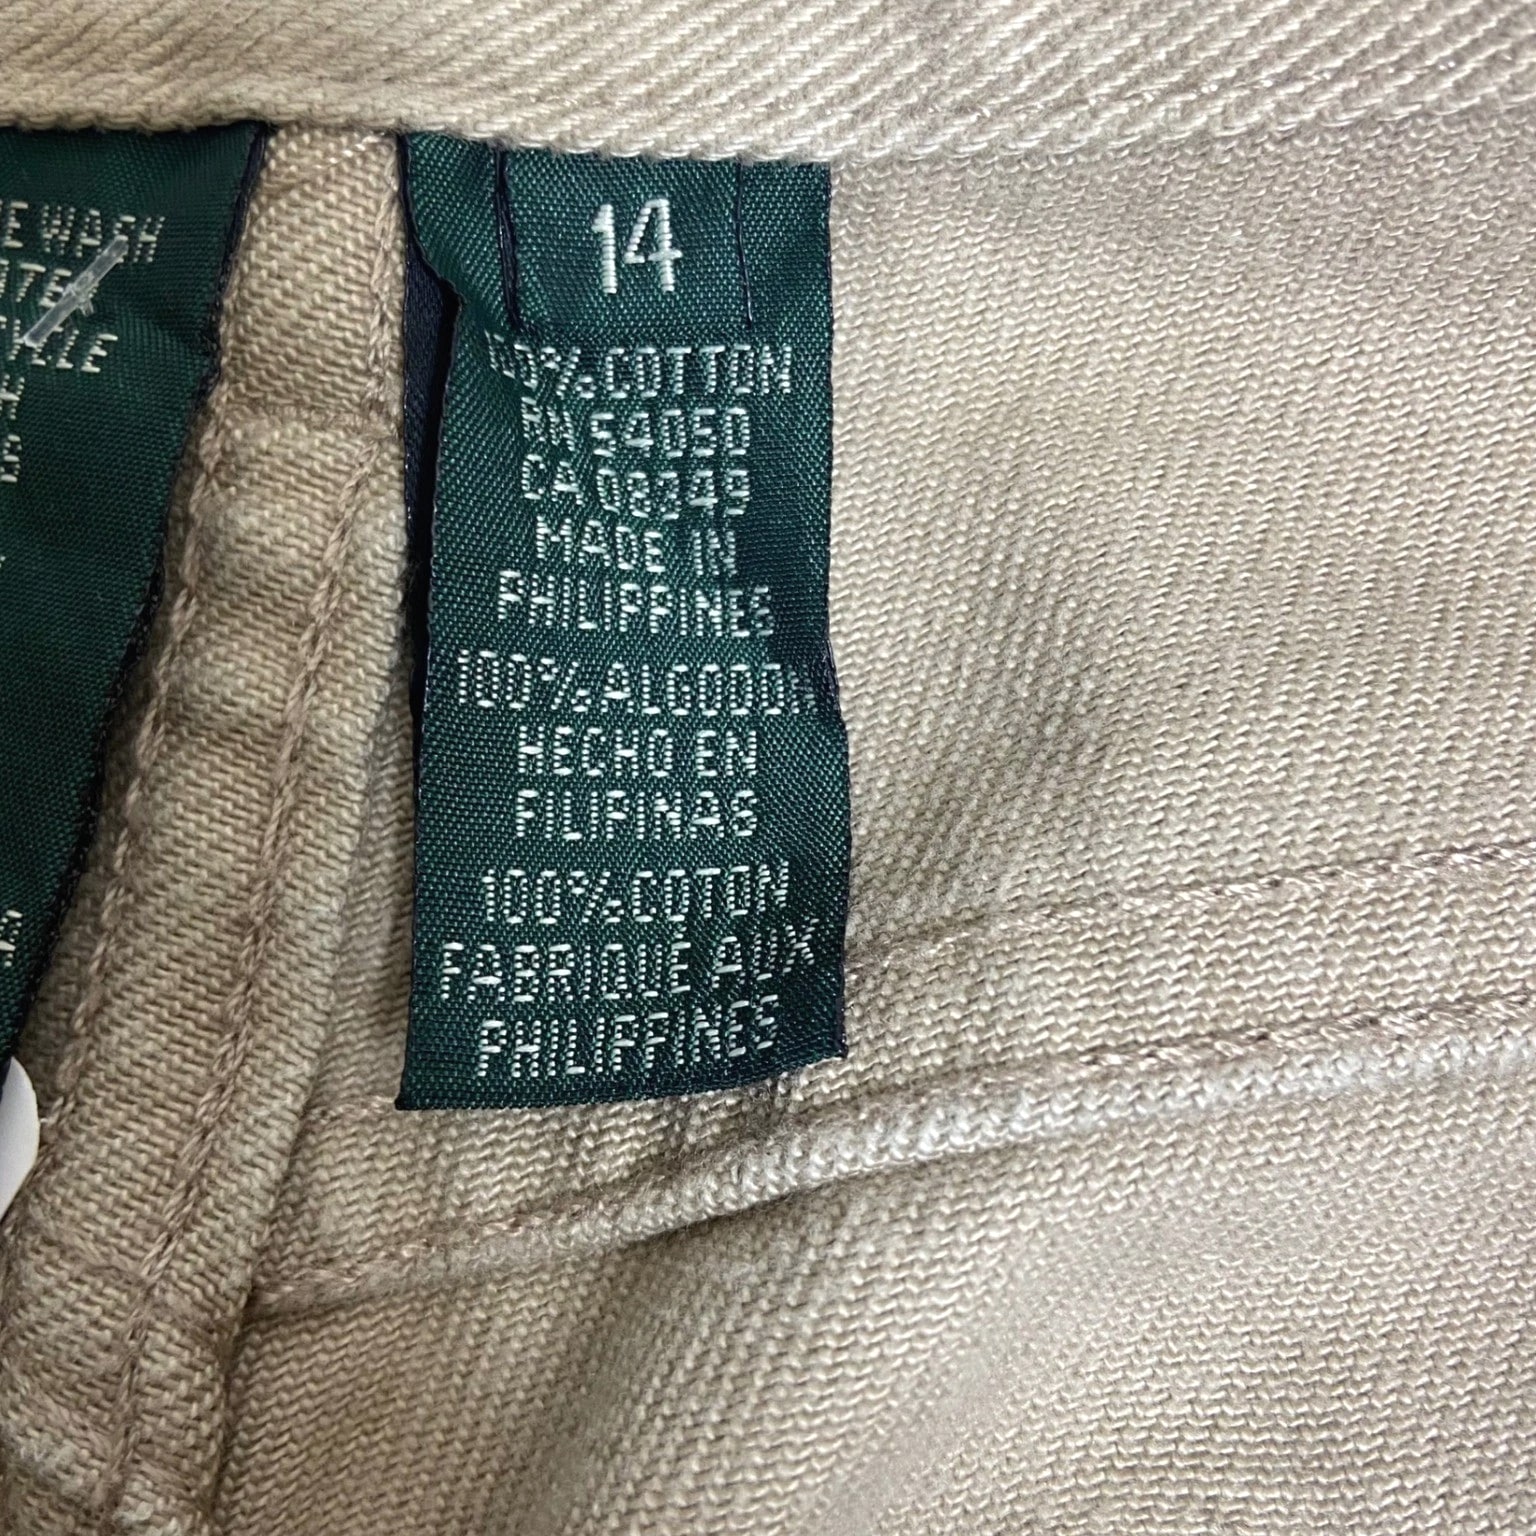 14
100% COTTON
RN 54050
CA 08349
MADE IN
PHILIPPINES
100% ALGODON
HECHO EN
FILIPINAS
100% COTON
FABRIQUE AUX
PHILIPPINES
WASH